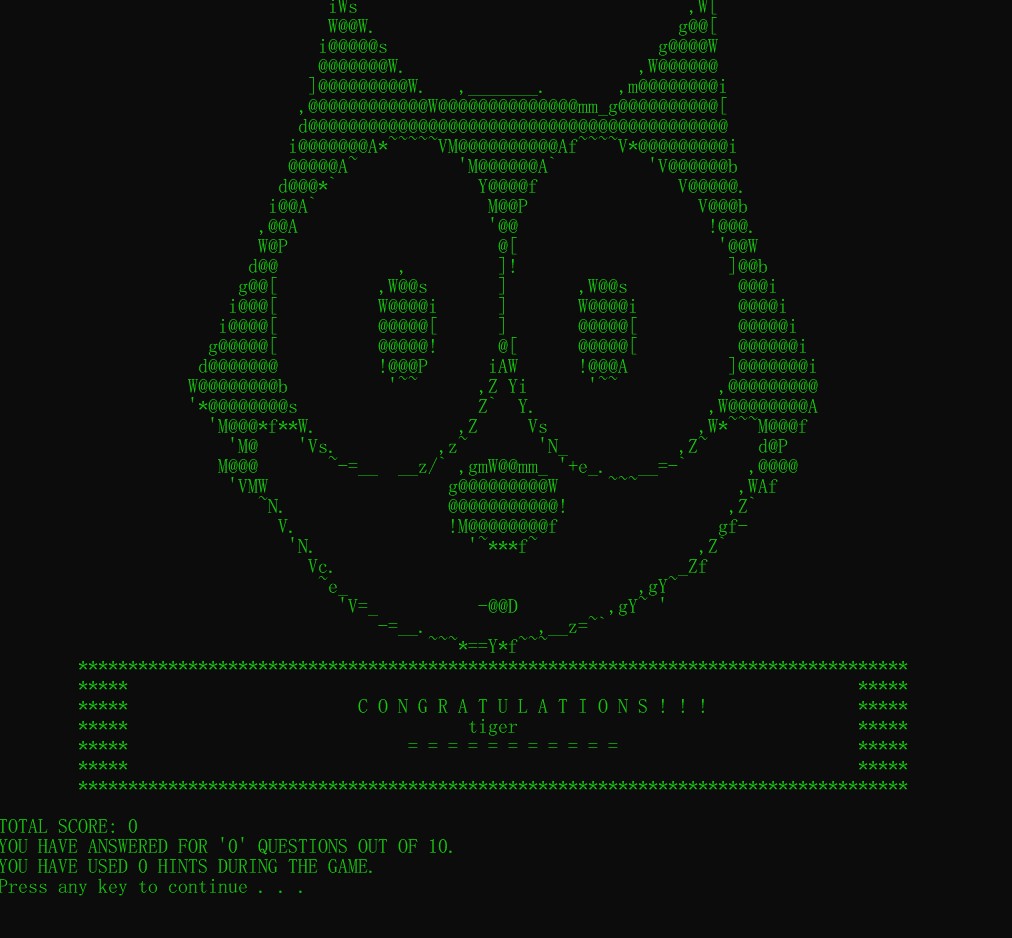 C O N G R A T U L A T I O N S ! ! !
tiger
= = = = = = = = = = =
TOTAL SCORE: 0
YOU HAVE ANSWERED FOR '0' QUESTIONS OUT OF 10.
YOU HAVE USED 0 HINTS DURING THE GAME.
Press any key to continue . . .